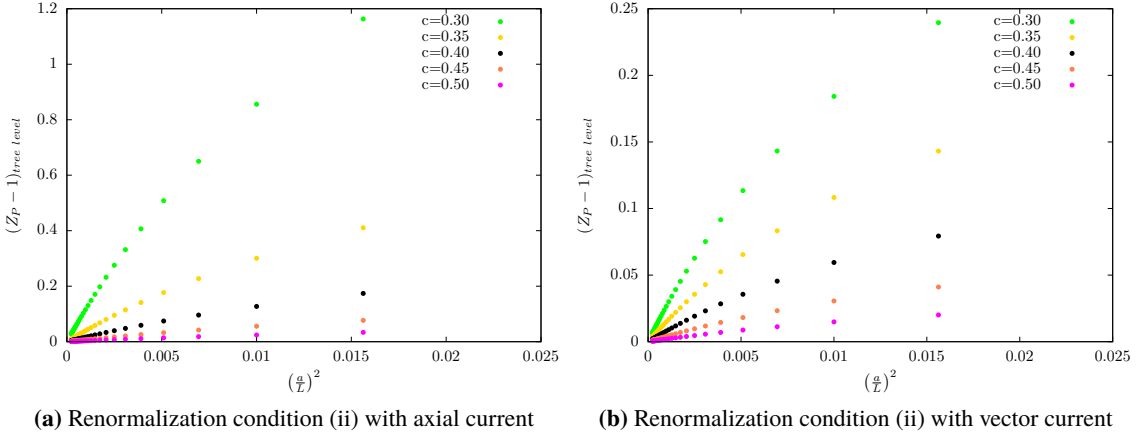 1.2
1
0.8
0.6
0.4
0.2
0
(Z_P − 1)_{tree level}
c=0.30
c=0.35
c=0.40
c=0.45
c=0.50
0 0.005 0.01 0.015 0.02 0.025
(a/L)^2
(a) Renormalization condition (ii) with axial current
0.25
0.2
0.15
0.1
0.05
0
(Z_P − 1)_{tree level}
c=0.30
c=0.35
c=0.40
c=0.45
c=0.50
0 0.005 0.01 0.015 0.02 0.025
(a/L)^2
(b) Renormalization condition (ii) with vector current